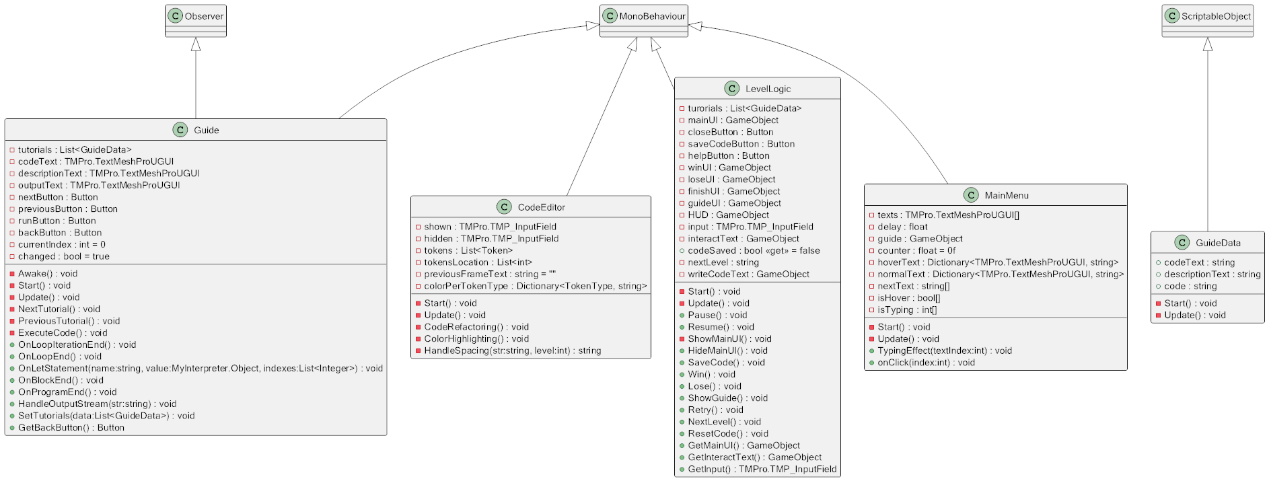 C Observer
C MonoBehaviour
C ScriptableObject
C Guide
tutorials : List<GuideData>
codeText : TMPro.TextMeshProUGUI
descriptionText : TMPro.TextMeshProUGUI
outputText : TMPro.TextMeshProUGUI
nextButton : Button
previousButton : Button
runButton : Button
backButton : Button
currentIndex : int = 0
changed : bool = true
Awake() : void
Start() : void
Update() : void
NextTutorial() : void
PreviousTutorial() : void
ExecuteCode() : void
OnLoopIterationEnd() : void
OnLoopEnd() : void
OnLetStatement(name:string, value:MyInterpreter.Object, indexes:List<Integer>) : void
OnBlockEnd() : void
OnProgramEnd() : void
HandleOutputStream(str:string) : void
SetTutorials(data:List<GuideData>) : void
GetBackButton() : Button
C CodeEditor
shown : TMPro.TMP_InputField
hidden : TMPro.TMP_InputField
tokens : List<Token>
tokensLocation : List<int>
previousFrameText : string = ""
colorPerTokenType : Dictionary<TokenType, string>
Start() : void
Update() : void
CodeRefactoring() : void
ColorHighlighting() : void
HandleSpacing(str:string, level:int) : string
C LevelLogic
turorials : List<GuideData>
mainUI : GameObject
closeButton : Button
saveCodeButton : Button
helpButton : Button
winUI : GameObject
loseUI : GameObject
finishUI : GameObject
guideUI : GameObject
HUD : GameObject
input : TMPro.TMP_InputField
interactText : GameObject
codeSaved : bool «get» = false
nextLevel : string
writeCodeText : GameObject
Start() : void
Update() : void
Pause() : void
Resume() : void
ShowMainUI() : void
HideMainUI() : void
SaveCode() : void
Win() : void
Lose() : void
ShowGuide() : void
Retry() : void
NextLevel() : void
ResetCode() : void
GetMainUI() : GameObject
GetInteractText() : GameObject
GetInput() : TMPro.TMP_InputField
C MainMenu
texts : TMPro.TextMeshProUGUI[]
delay : float
guide : GameObject
counter : float = 0f
hoverText : Dictionary<TMPro.TextMeshProUGUI, string>
normalText : Dictionary<TMPro.TextMeshProUGUI, string>
nextText : string[]
isHover : bool[]
isTyping : int[]
Start() : void
Update() : void
TypingEffect(textIndex:int) : void
onClick(index:int) : void
C GuideData
codeText : string
descriptionText : string
code : string
Start() : void
Update() : void